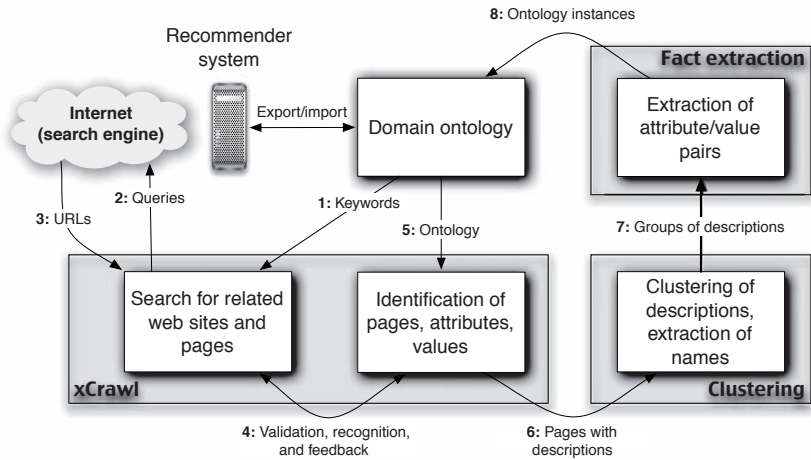 8: Ontology instances
Recommender
system
Fact extraction
Internet
(search engine)
Export/import
Domain ontology
Extraction of
attribute/value
pairs
2: Queries
1: Keywords
3: URLs
5: Ontology
7: Groups of descriptions
Search for related
web sites and
pages
Identification of
pages, attributes,
values
Clustering of
descriptions,
extraction of
names
xCrawl
Clustering
4: Validation, recognition,
and feedback
6: Pages with
descriptions